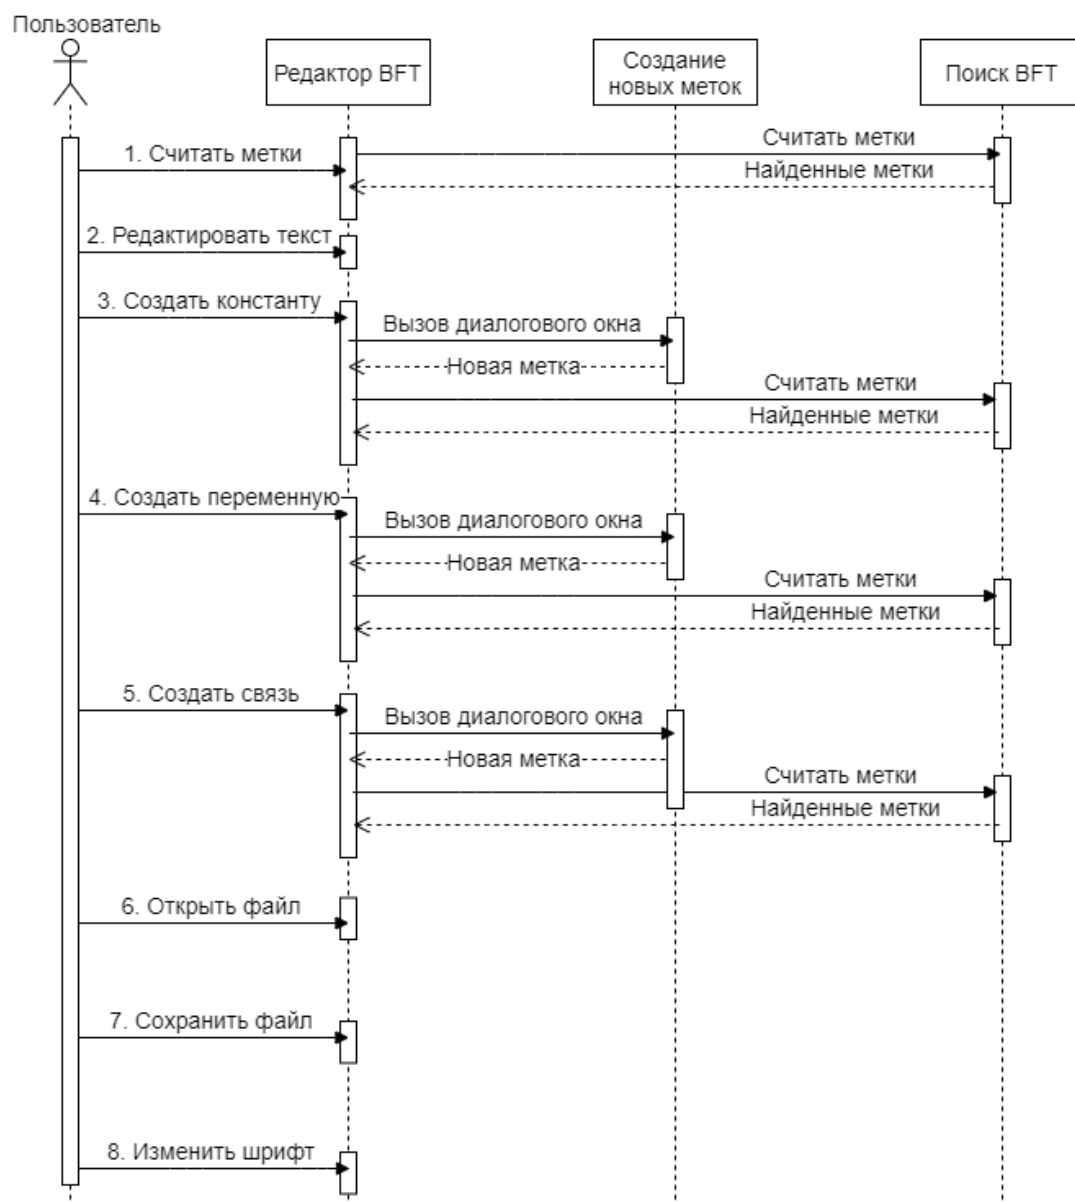 Пользователь
Редактор BFT
Создание
новых меток
Поиск BFT
1. Считать метки
Считать метки
Найденные метки
2. Редактировать текст
3. Создать константу
Вызов диалогового окна
Новая метка
Считать метки
Найденные метки
4. Создать переменную
Вызов диалогового окна
Новая метка
Считать метки
Найденные метки
5. Создать связь
Вызов диалогового окна
Новая метка
Считать метки
Найденные метки
6. Открыть файл
7. Сохранить файл
8. Изменить шрифт